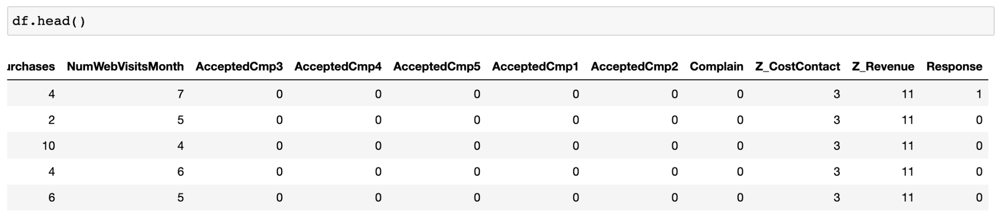 df.head()
urchases NumWebVisitsMonth AcceptedCmp3 AcceptedCmp4 AcceptedCmp5 AcceptedCmp1 AcceptedCmp2 Complain Z_CostContact Z_Revenue Response
4 7 0 0 0 0 0 0 3 11 1
2 5 0 0 0 0 0 0 3 11 0
10 4 0 0 0 0 0 0 3 11 0
4 6 0 0 0 0 0 0 3 11 0
6 5 0 0 0 0 0 0 3 11 0